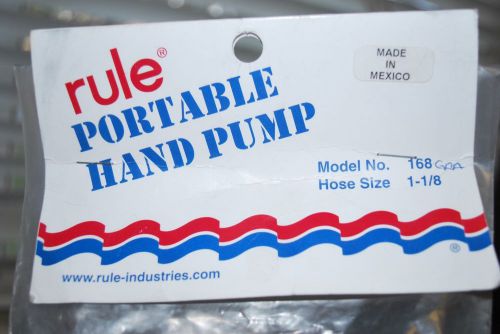 rule®
MADE
IN
MEXICO
PORTABLE
HAND PUMP
Model No. 168
Hose Size 1-1/8
®
www.rule-industries.com